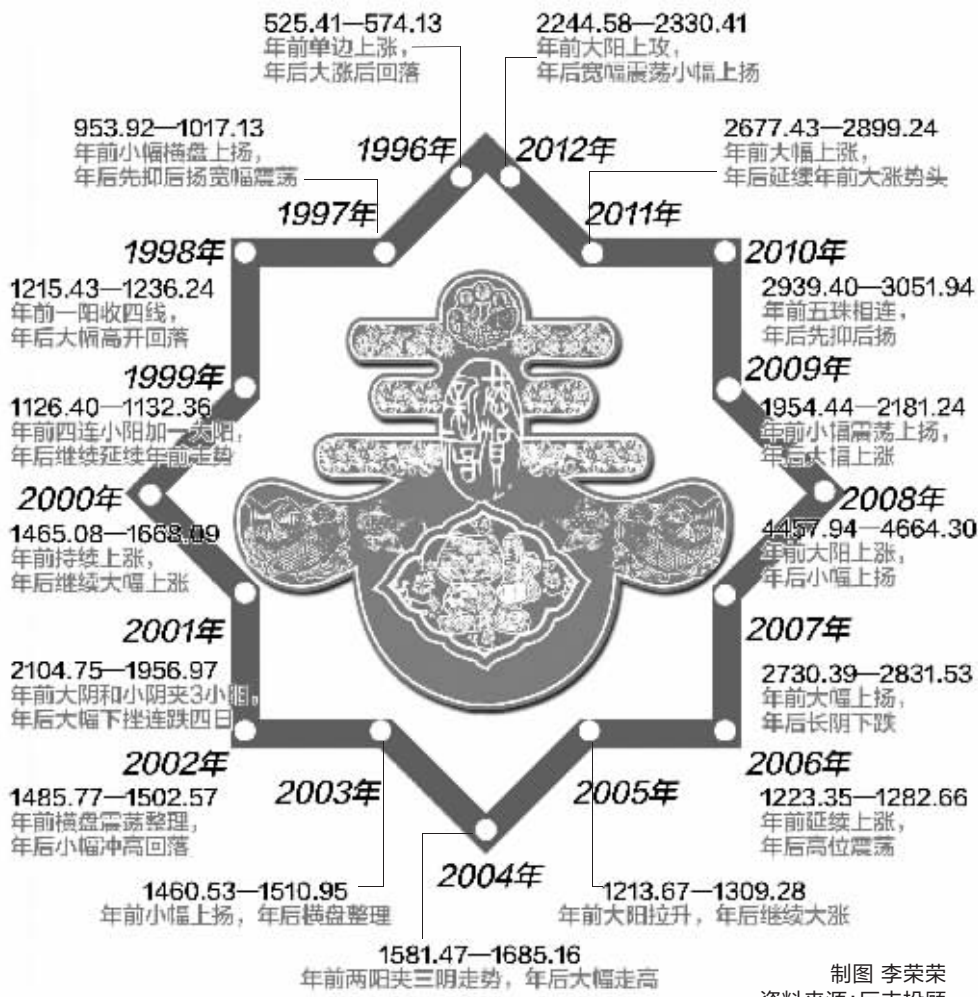 525.41—574.13
年前单边上涨，
年后大涨后回落
2244.58—2330.41
年前大阳上攻，
年后宽幅震荡小幅上扬
953.92—1017.13
年前小幅横盘上扬，
年后先抑后扬宽幅震荡
2677.43—2899.24
年前大幅上涨，
年后延续年前大涨势头
1996年
2012年
1997年
2011年
1998年
2010年
1215.43—1236.24
年前一阳收四线，
年后大幅高开回落
2939.40—3051.94
年前五珠相连，
年后先抑后扬
1999年
2009年
1126.40—1132.36
年前四连小阳加一大阳，
年后继续延续年前走势
1954.44—2181.24
年前小幅震荡上扬，
年后大幅上涨
2000年
2008年
1465.08—1668.09
年前持续上涨，
年后继续大幅上涨
4457.94—4664.30
年前大阳上涨，
年后小幅上扬
2001年
2007年
2104.75—1956.97
年前大阴和小阴夹3小阳，
年后大幅下挫连跌四日
2730.39—2831.53
年前大幅上扬，
年后长阴下跌
2002年
2006年
1485.77—1502.57
年前横盘震荡整理，
年后小幅冲高回落
1223.35—1282.66
年前延续上涨，
年后高位震荡
2003年
2005年
2004年
1460.53—1510.95
年前小幅上扬，年后横盘整理
1213.67—1309.28
年前大阳拉升，年后继续大涨
1581.47—1685.16
年前两阳夹三阴走势，年后大幅走高
制图 李荣荣